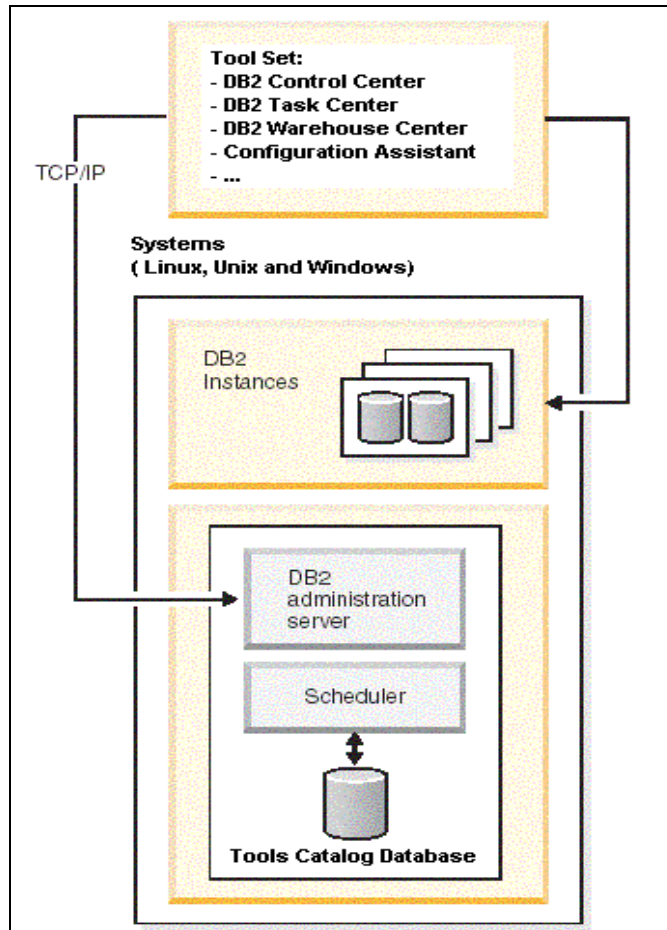 Tool Set:
- DB2 Control Center
- DB2 Task Center
- DB2 Warehouse Center
- Configuration Assistant
- ...
TCP/IP
Systems
( Linux, Unix and Windows)
DB2
Instances
DB2
administration
server
Scheduler
Tools Catalog Database